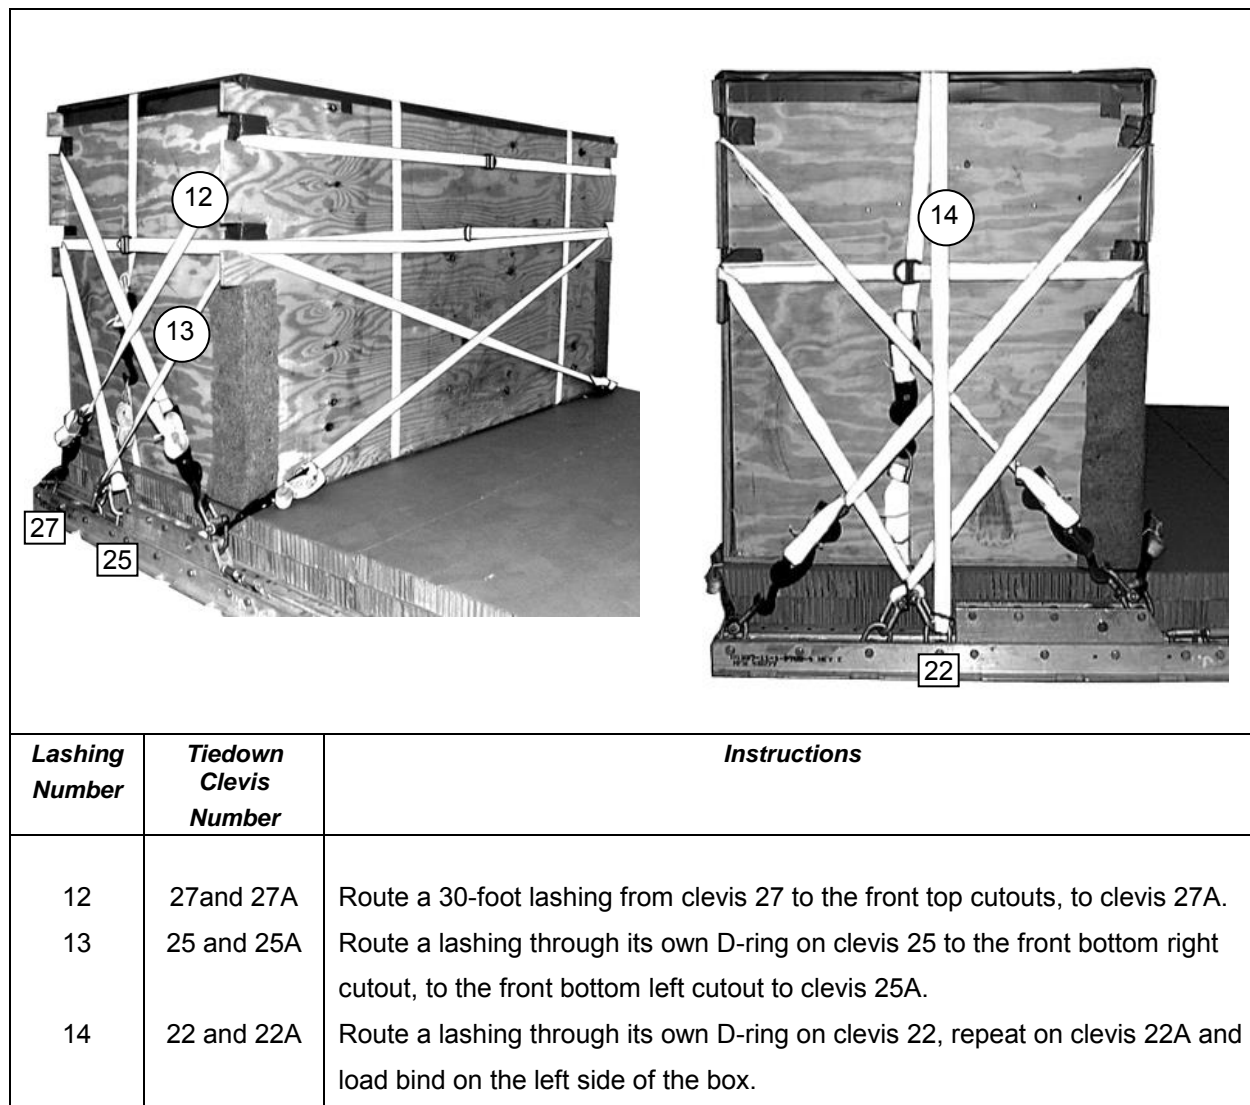 12
13
27
25
14
22
Lashing Number
Tiedown Clevis Number
Instructions
12
27and 27A
Route a 30-foot lashing from clevis 27 to the front top cutouts, to clevis 27A.
13
25 and 25A
Route a lashing through its own D-ring on clevis 25 to the front bottom right
cutout, to the front bottom left cutout to clevis 25A.
14
22 and 22A
Route a lashing through its own D-ring on clevis 22, repeat on clevis 22A and
load bind on the left side of the box.